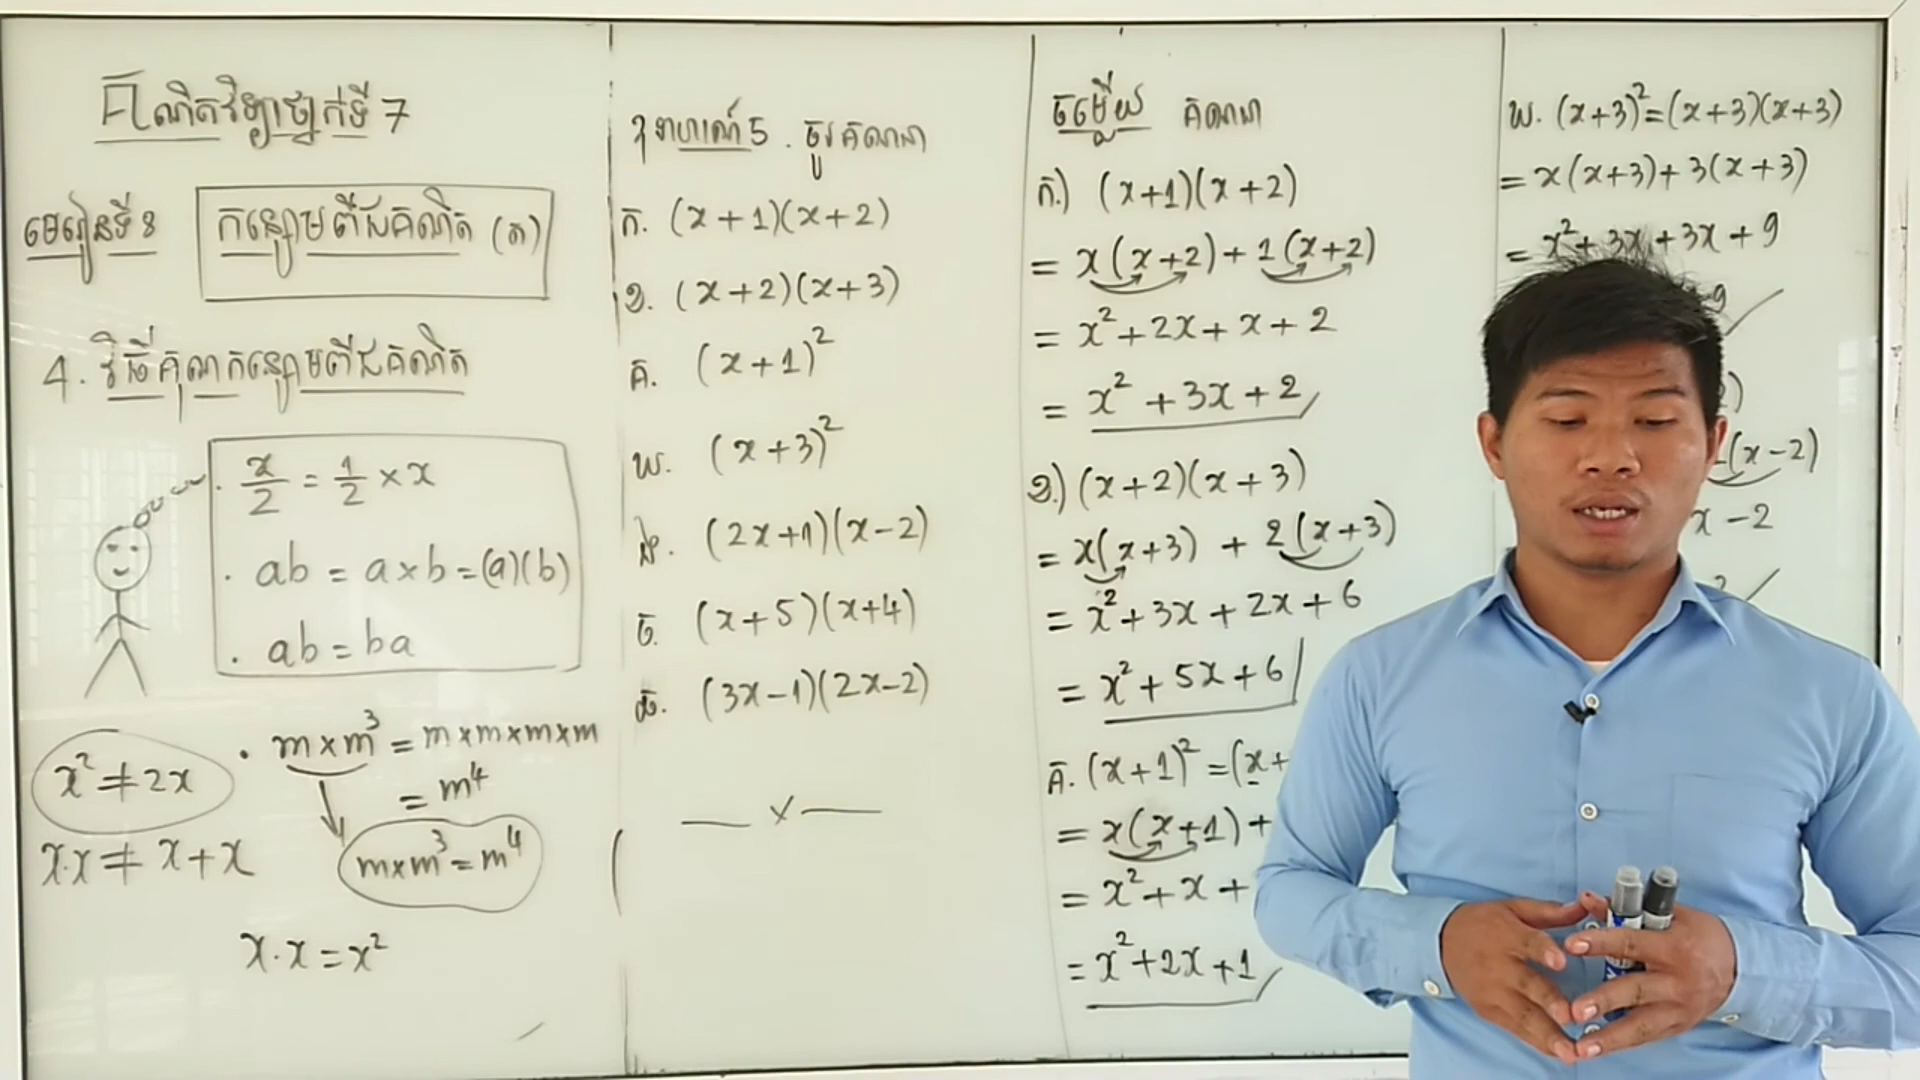 គណិតវិទ្យាថ្នាក់ទី 7
មេរៀនទី 8 កន្សោមពីជគណិត (ត)
4. វិធីគុណកន្សោមពីជគណិត
. x/2 = 1/2 × x
. ab = a×b = (a)(b)
. ab = ba
x² ≠ 2x
x.x ≠ x+x
. m×m³ = m×m×m×m
= m⁴
m×m³ = m⁴
x.x = x²
ឧទាហរណ៍ 5 . ចូរគណនា
ក. (x+1)(x+2)
ខ. (x+2)(x+3)
គ. (x+1)²
ឃ. (x+3)²
ង. (2x+1)(x-2)
ច. (x+5)(x+4)
ឆ. (3x-1)(2x-2)
ចម្លើយ គណនា
ក.) (x+1)(x+2)
= x(x+2)+1(x+2)
= x²+2x+x+2
= x²+3x+2
ខ.) (x+2)(x+3)
= x(x+3) + 2(x+3)
= x²+3x+2x+6
= x²+5x+6
គ. (x+1)² = (x+
= x(x+1)+
= x²+x+
= x²+2x+1
ឃ. (x+3)² = (x+3)(x+3)
= x(x+3)+3(x+3)
= x²+3x+3x+9
9
(x-2)
x-2